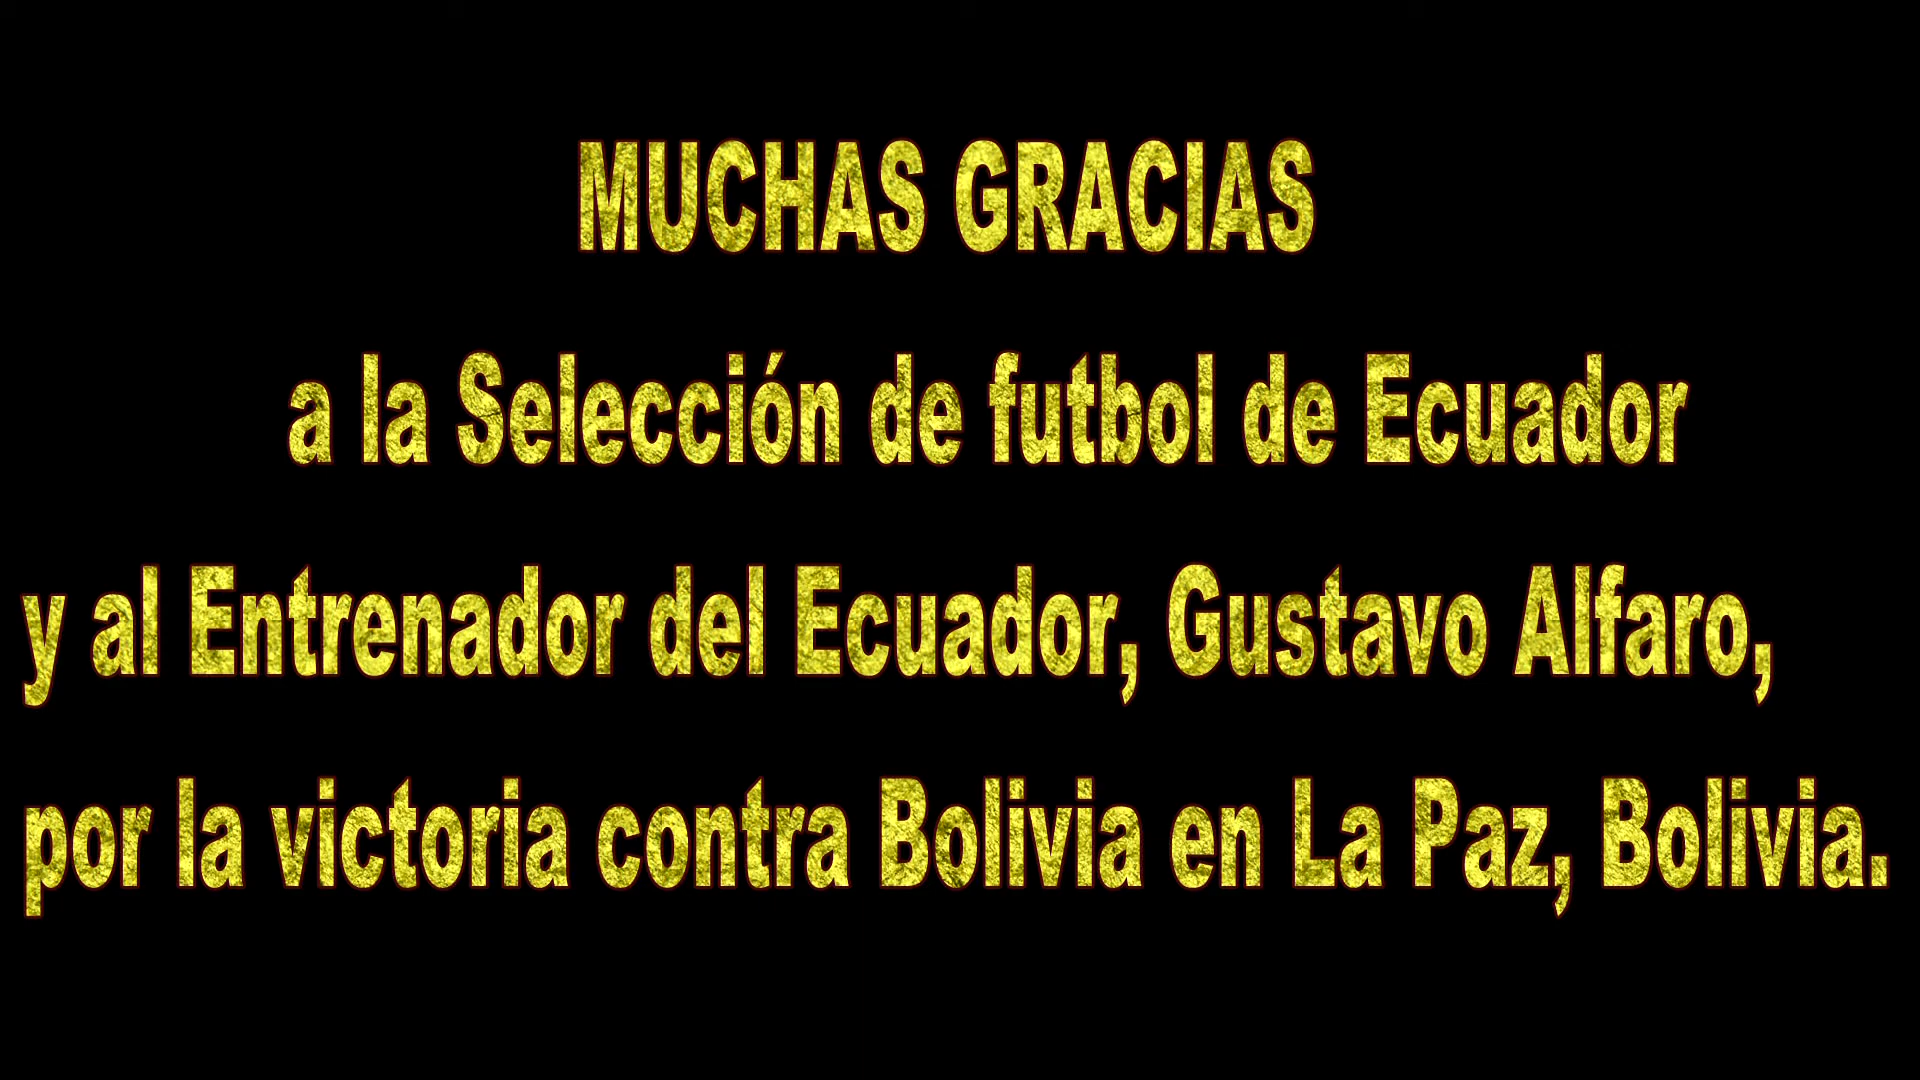 MUCHAS GRACIAS
a la Selección de futbol de Ecuador
y al Entrenador del Ecuador, Gustavo Alfaro,
por la victoria contra Bolivia en La Paz, Bolivia.